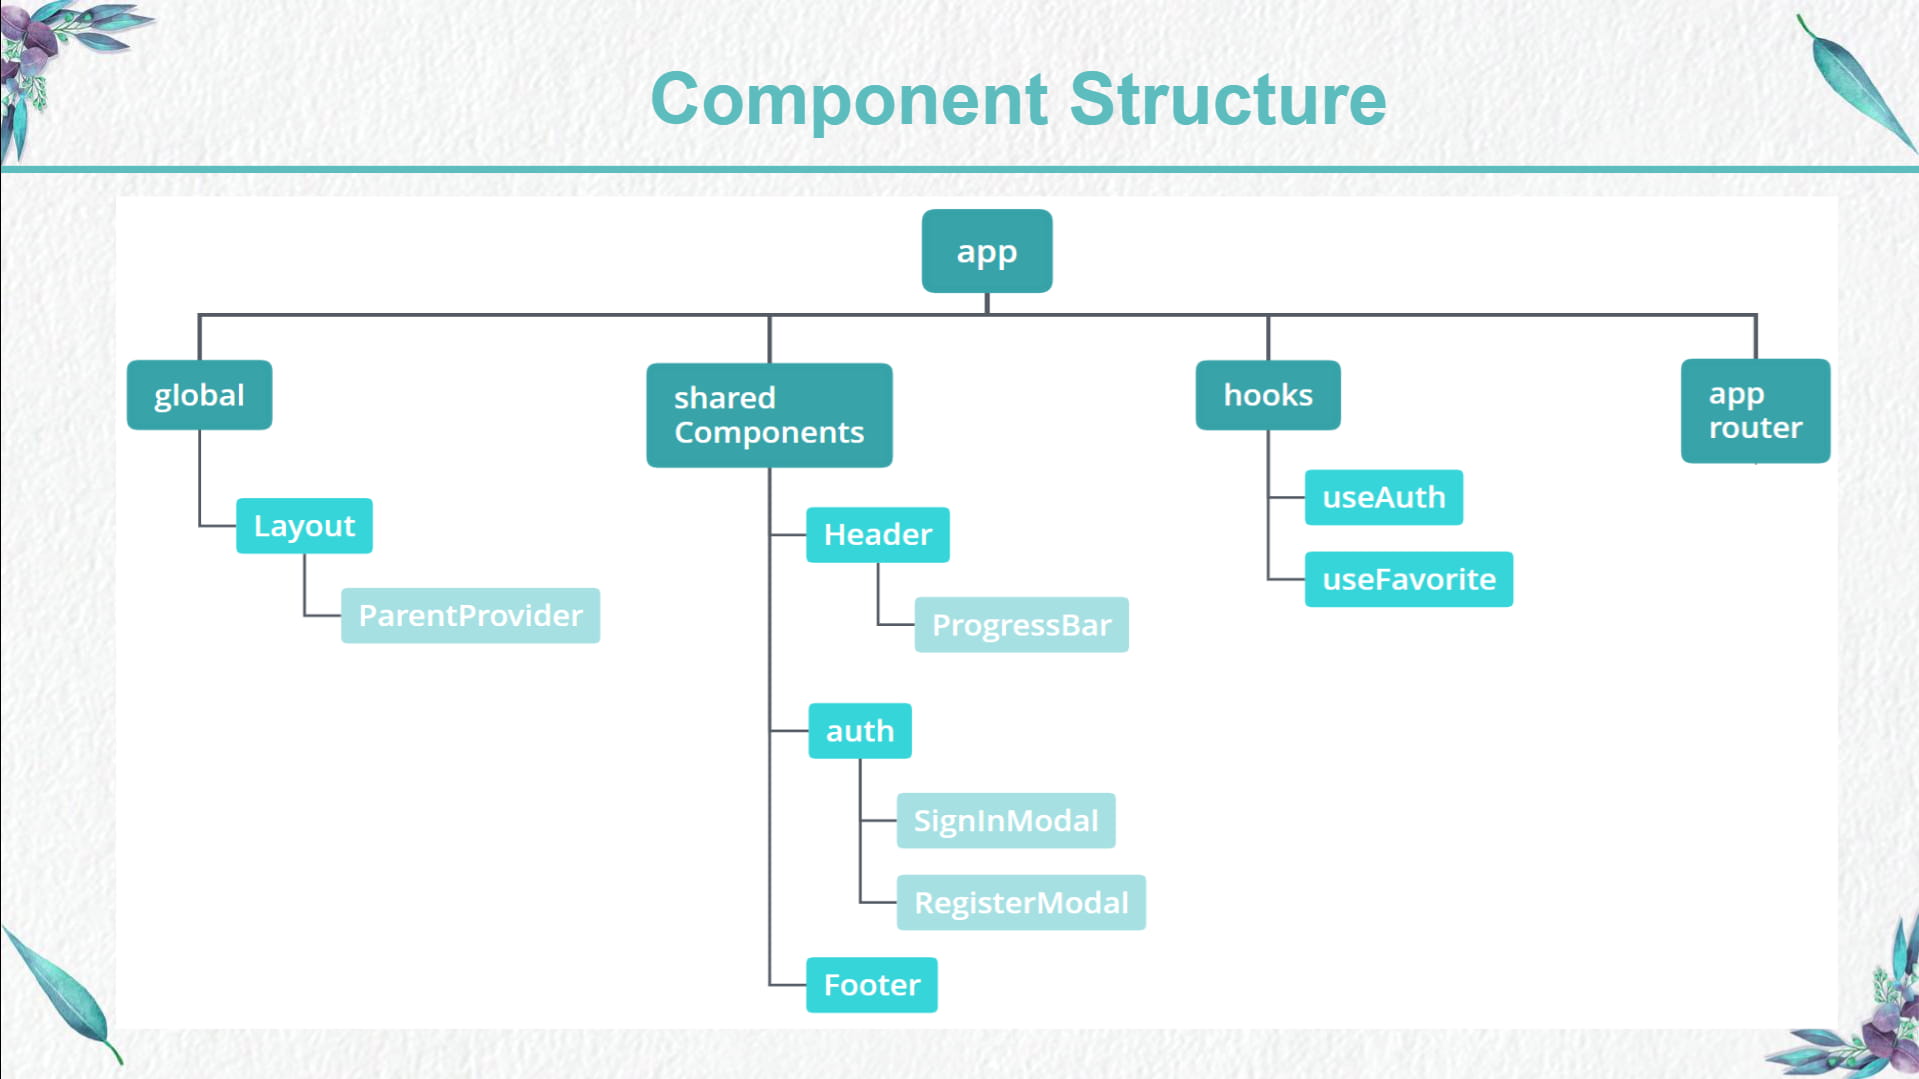 Component Structure
app
global
shared
Components
hooks
app
router
Layout
ParentProvider
Header
ProgressBar
auth
SignInModal
RegisterModal
Footer
useAuth
useFavorite